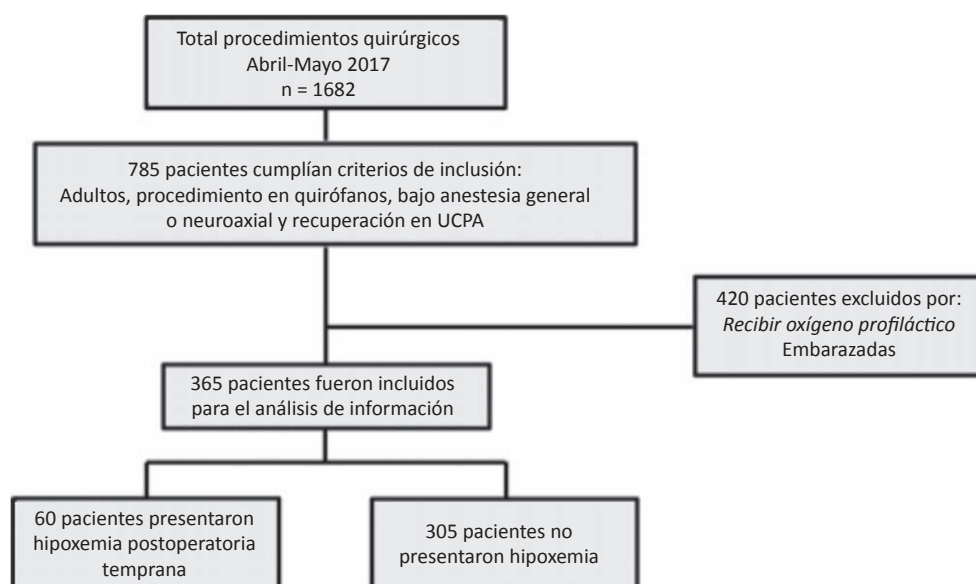 Total procedimientos quirúrgicos
Abril-Mayo 2017
n = 1682
785 pacientes cumplían criterios de inclusión:
Adultos, procedimiento en quirófanos, bajo anestesia general
o neuroaxial y recuperación en UCPA
420 pacientes excluidos por:
Recibir oxígeno profiláctico
Embarazadas
365 pacientes fueron incluidos
para el análisis de información
60 pacientes presentaron
hipoxemia postoperatoria
temprana
305 pacientes no
presentaron hipoxemia